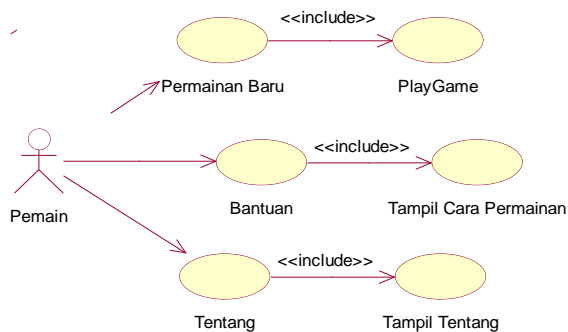 <<include>>
Permainan Baru
PlayGame
<<include>>
Pemain
Bantuan
Tampil Cara Permainan
<<include>>
Tentang
Tampil Tentang